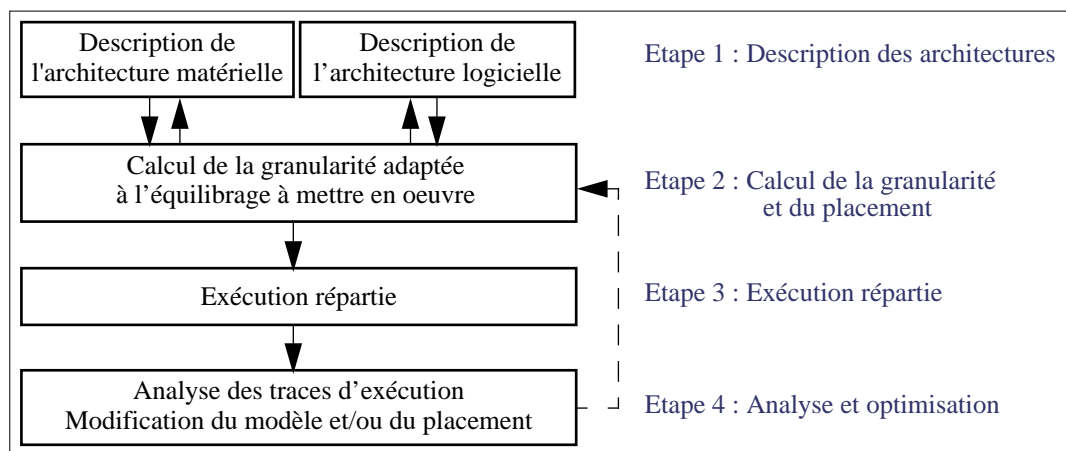 Description de
l'architecture matérielle
Description de
l’architecture logicielle
Etape 1 : Description des architectures
Calcul de la granularité adaptée
à l’équilibrage à mettre en oeuvre
Etape 2 : Calcul de la granularité
et du placement
Exécution répartie
Etape 3 : Exécution répartie
Analyse des traces d’exécution
Modification du modèle et/ou du placement
Etape 4 : Analyse et optimisation